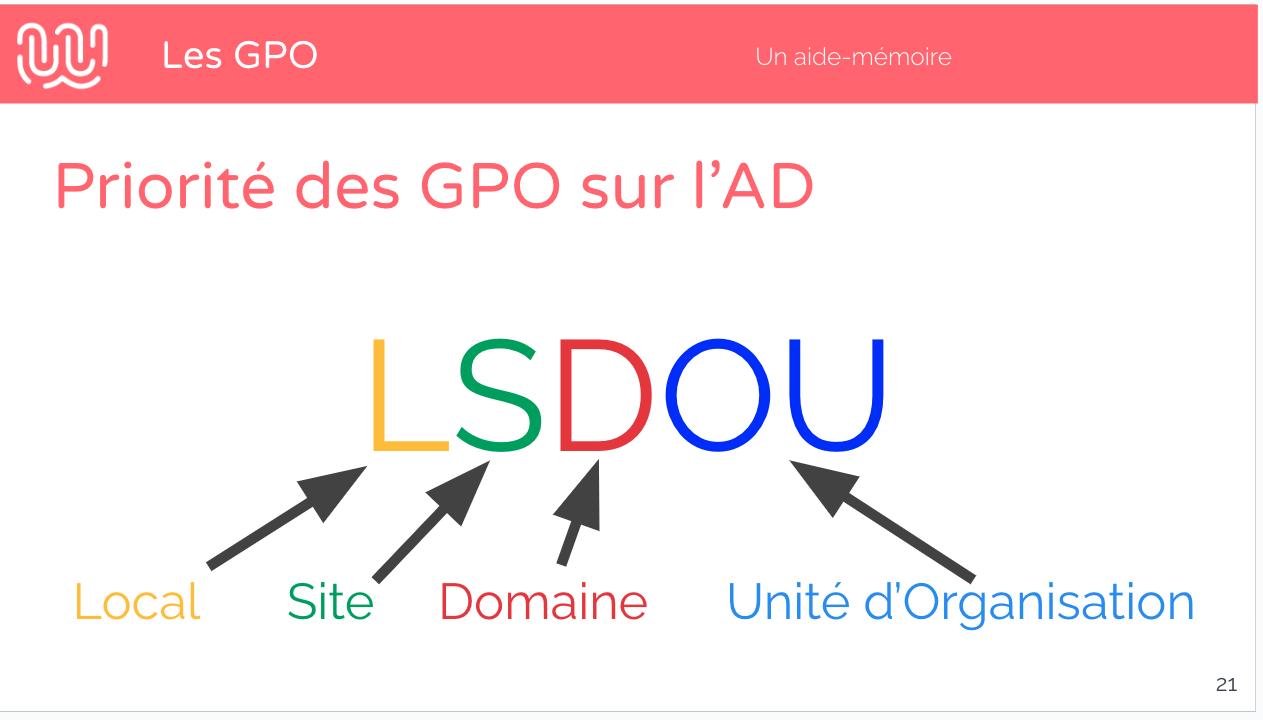 Les GPO
Un aide-mémoire
Priorité des GPO sur l’AD
LSDOU
Local Site Domaine Unité d’Organisation
21